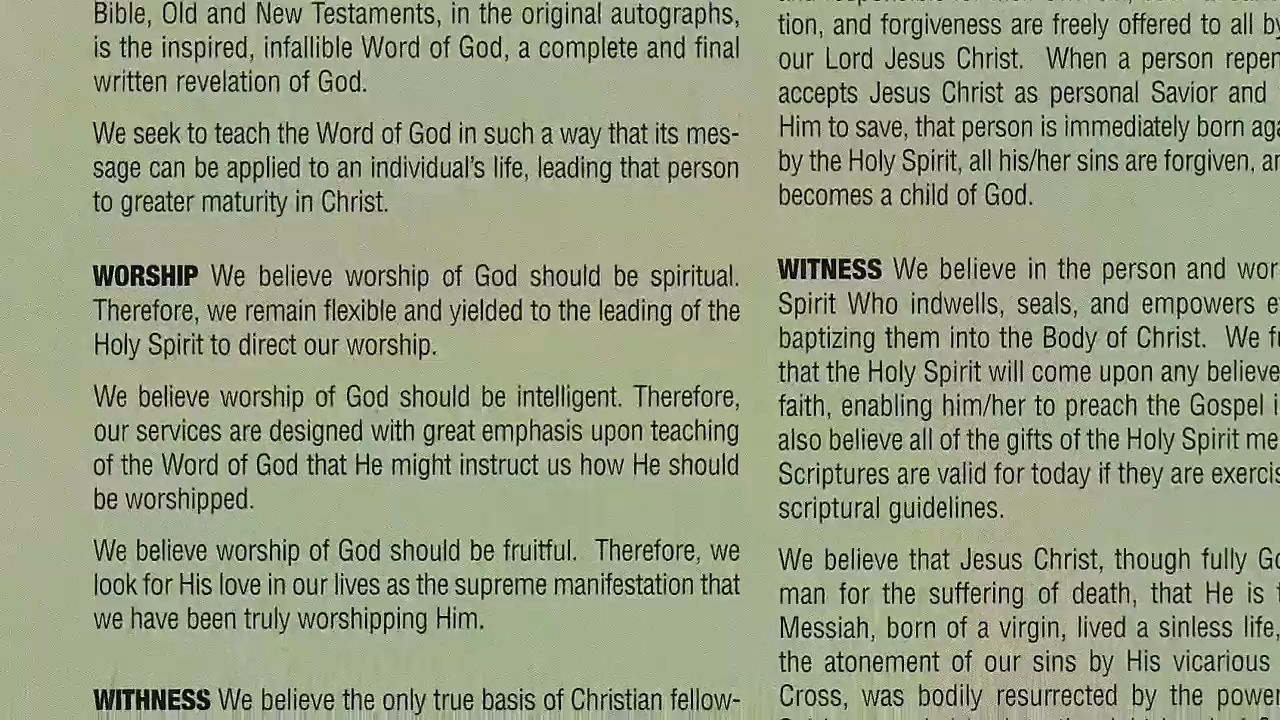 Bible, Old and New Testaments, in the original autographs,
is the inspired, infallible Word of God, a complete and final
written revelation of God.
We seek to teach the Word of God in such a way that its mes-
sage can be applied to an individual's life, leading that person
to greater maturity in Christ.
WORSHIP We believe worship of God should be spiritual.
Therefore, we remain flexible and yielded to the leading of the
Holy Spirit to direct our worship.
We believe worship of God should be intelligent. Therefore,
our services are designed with great emphasis upon teaching
of the Word of God that He might instruct us how He should
be worshipped.
We believe worship of God should be fruitful. Therefore, we
look for His love in our lives as the supreme manifestation that
we have been truly worshipping Him.
WITHNESS We believe the only true basis of Christian fellow-
tion, and forgiveness are freely offered to all by
our Lord Jesus Christ. When a person repen
accepts Jesus Christ as personal Savior and
Him to save, that person is immediately born aga
by the Holy Spirit, all his/her sins are forgiven, an
becomes a child of God.
WITNESS We believe in the person and wor
Spirit Who indwells, seals, and empowers e
baptizing them into the Body of Christ. We fu
that the Holy Spirit will come upon any believe
faith, enabling him/her to preach the Gospel i
also believe all of the gifts of the Holy Spirit me
Scriptures are valid for today if they are exercis
scriptural guidelines.
We believe that Jesus Christ, though fully Go
man for the suffering of death, that He is t
Messiah, born of a virgin, lived a sinless life,
the atonement of our sins by His vicarious
Cross, was bodily resurrected by the power